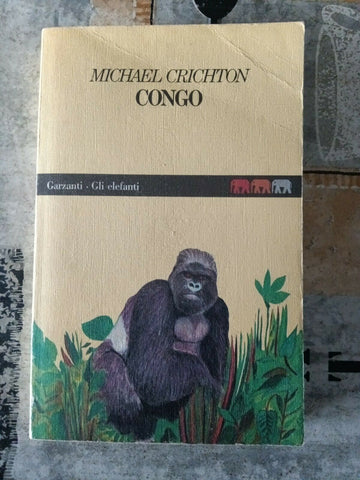 MICHAEL CRICHTON
CONGO
Garzanti - Gli elefanti